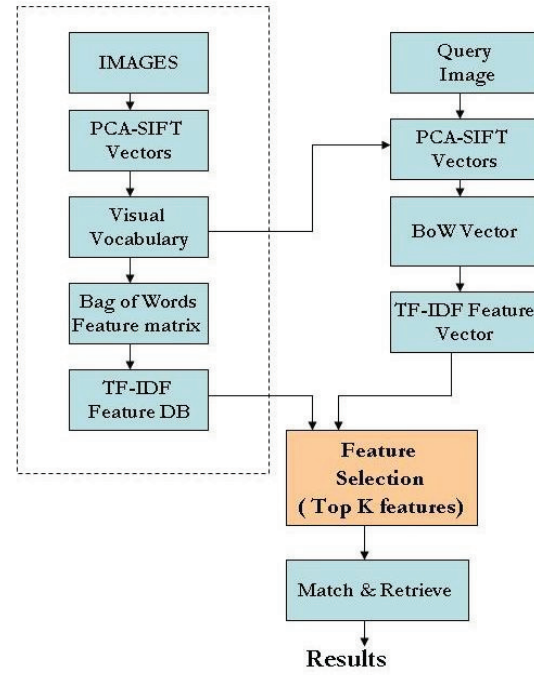 IMAGES
PCA-SIFT
Vectors
Visual
Vocabulary
Bag of Words
Feature matrix
TF-IDF
Feature DB
Query
Image
PCA-SIFT
Vectors
BoW Vector
TF-IDF Feature
Vector
Feature
Selection
( Top K features)
Match & Retrieve
Results